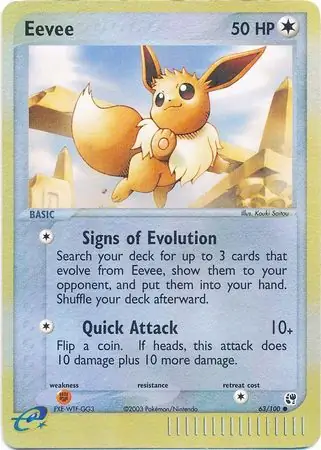 Eevee 50 HP
Illus. Kouki Saitou
BASIC
Signs of Evolution
Search your deck for up to 3 cards that
evolve from Eevee, show them to your
opponent, and put them into your hand.
Shuffle your deck afterward.
Quick Attack 10+
Flip a coin. If heads, this attack does
10 damage plus 10 more damage.
weakness resistance retreat cost
FXE-WTF-GG3 ©2003 Pokémon/Nintendo 63/100
e